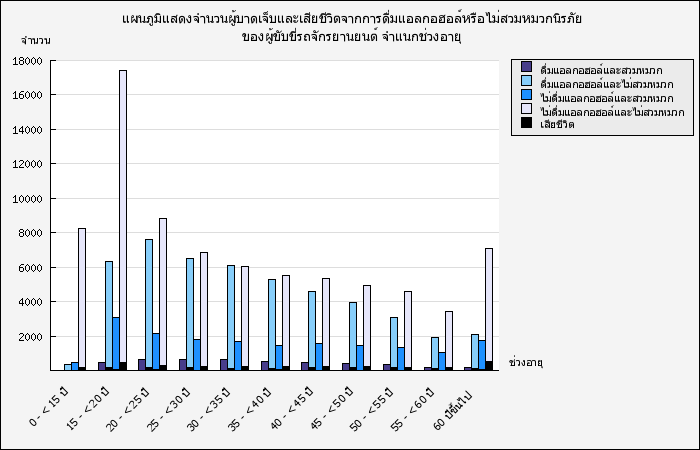 แผนภูมิแสดงจำนวนผู้บาดเจ็บและเสียชีวิตจากการดื่มแอลกอฮอล์หรือไม่สวมหมวกนิรภัย
ของผู้ขับขี่รถจักรยานยนต์ จำแนกช่วงอายุ
จำนวน
18000
16000
14000
12000
10000
8000
6000
4000
2000
ดื่มแอลกอฮอล์และสวมหมวก
ดื่มแอลกอฮอล์และไม่สวมหมวก
ไม่ดื่มแอลกอฮอล์และสวมหมวก
ไม่ดื่มแอลกอฮอล์และไม่สวมหมวก
เสียชีวิต
ช่วงอายุ
0 - < 15 ปี
15 - < 20 ปี
20 - < 25 ปี
25 - < 30 ปี
30 - < 35 ปี
35 - < 40 ปี
40 - < 45 ปี
45 - < 50 ปี
50 - < 55 ปี
55 - < 60 ปี
60 ปีขึ้นไป